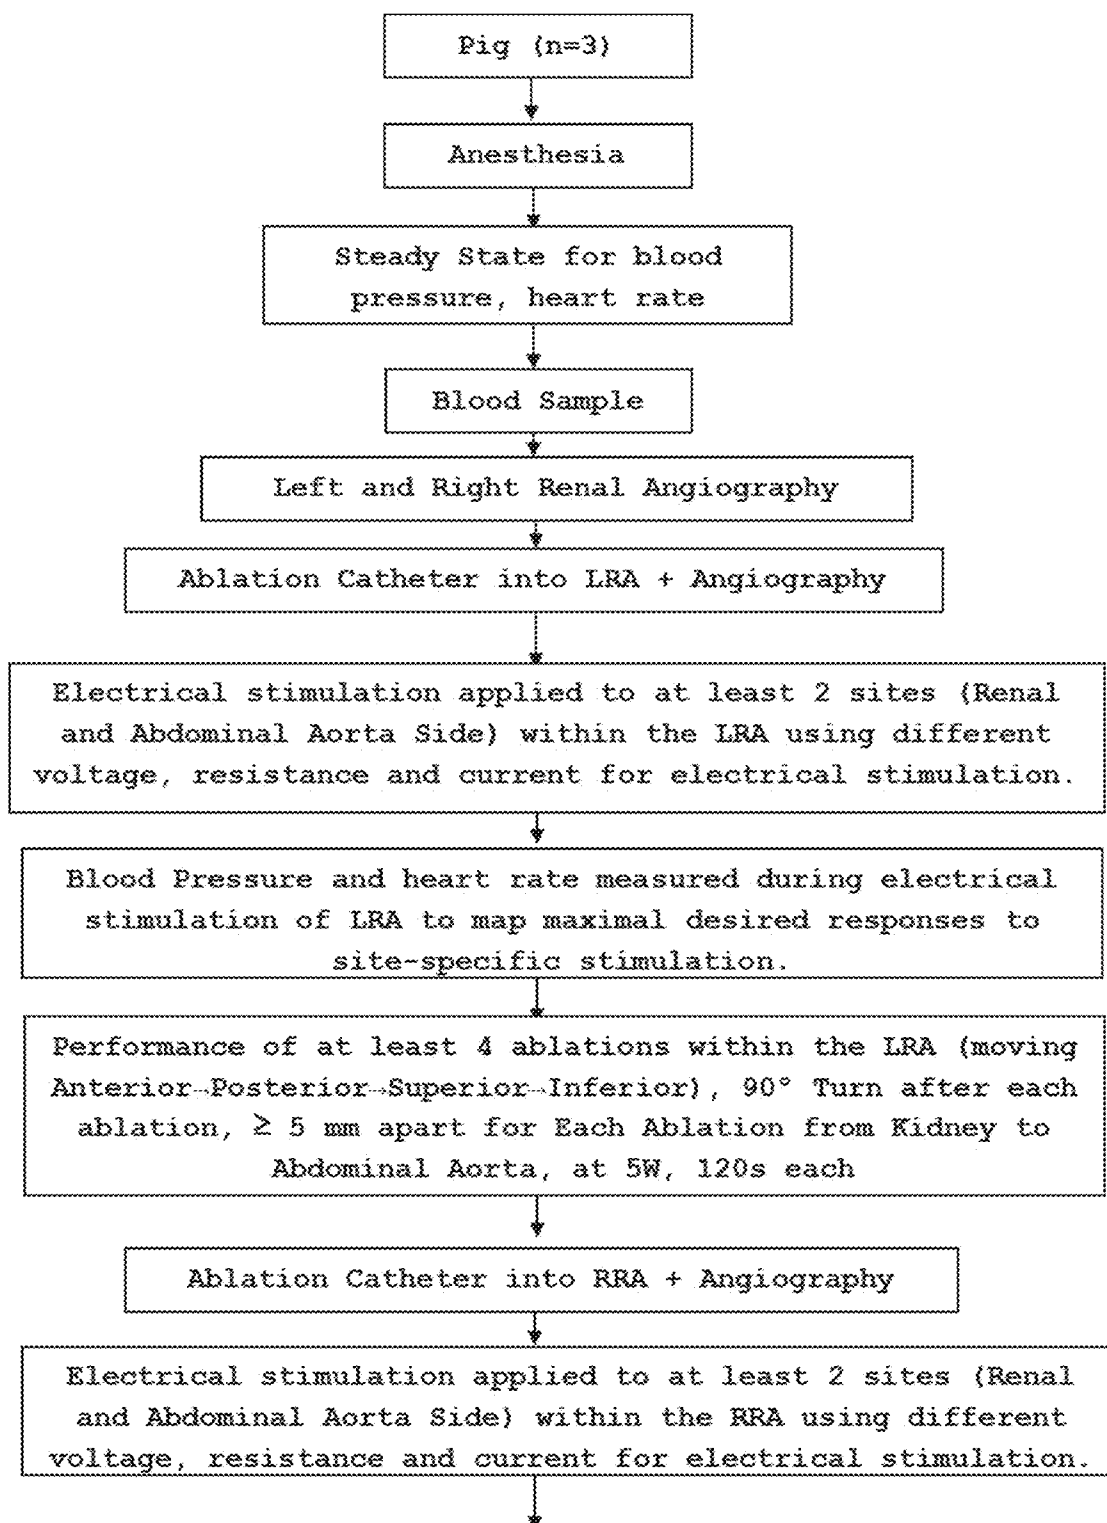 Pig (n=3)
Anesthesia
Steady State for blood
pressure, heart rate
Blood Sample
Left and Right Renal Angiography
Ablation Catheter into LRA + Angiography
Electrical stimulation applied to at least 2 sites (Renal
and Abdominal Aorta Side) within the LRA using different
voltage, resistance and current for electrical stimulation.
Blood Pressure and heart rate measured during electrical
stimulation of LRA to map maximal desired responses to
site-specific stimulation.
Performance of at least 4 ablations within the LRA (moving
Anterior→Posterior→Superior→Inferior), 90° Turn after each
ablation, ≥ 5 mm apart for Each Ablation from Kidney to
Abdominal Aorta, at 5W, 120s each
Ablation Catheter into RRA + Angiography
Electrical stimulation applied to at least 2 sites (Renal
and Abdominal Aorta Side) within the RRA using different
voltage, resistance and current for electrical stimulation.